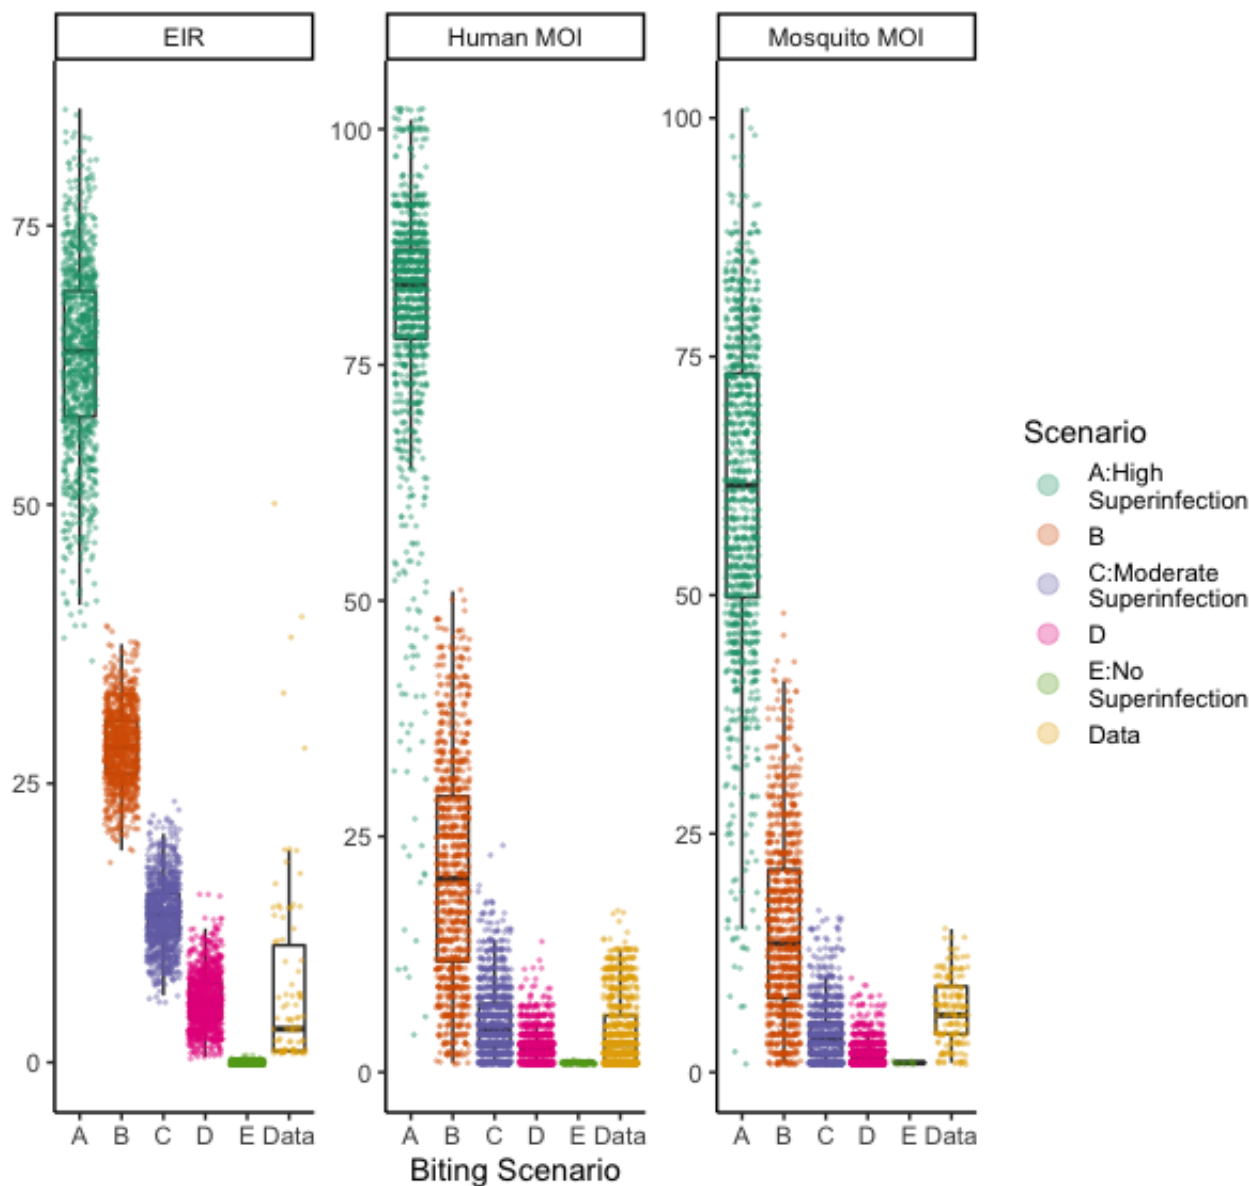 EIR
Human MOI
Mosquito MOI
75
50
25
0
100
75
50
25
0
100
75
50
25
0
A B C D E Data
A B C D E Data
A B C D E Data
Biting Scenario
Scenario
A:High
Superinfection
B
C:Moderate
Superinfection
D
E:No
Superinfection
Data